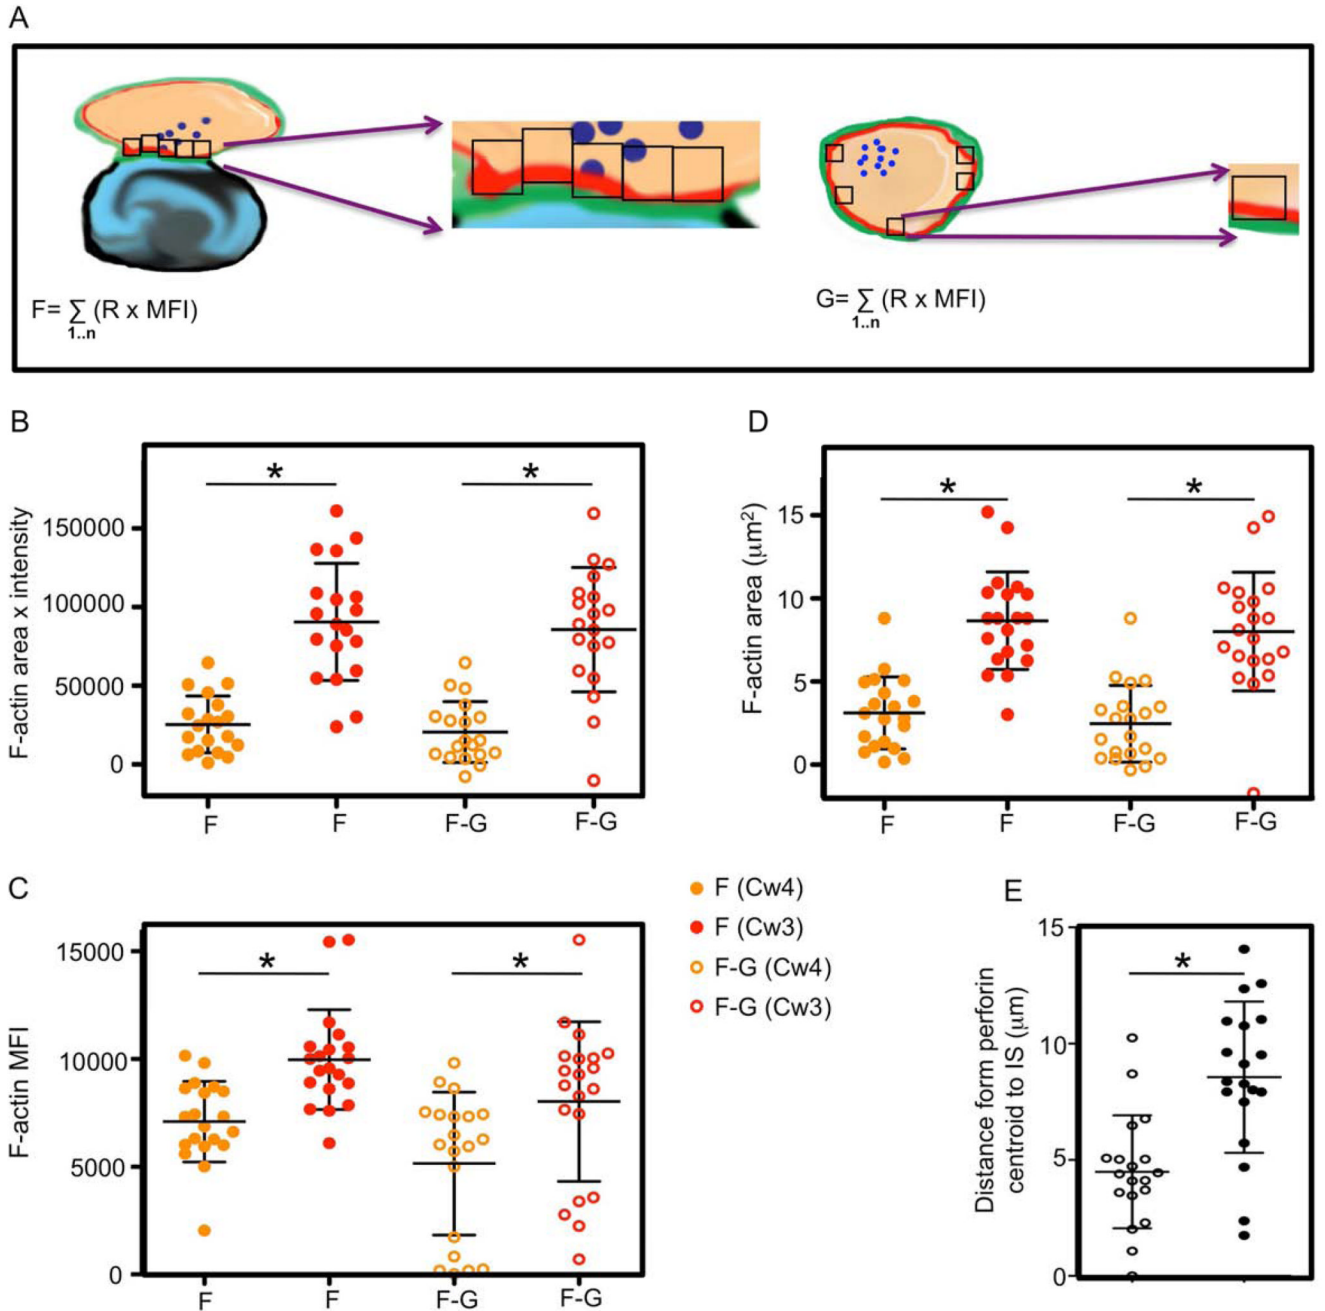 A
F= ∑ (R x MFI)
1..n
G= ∑ (R x MFI)
1..n
B
F-actin area x intensity
150000
100000
50000
0
*
*
F
F
F-G
F-G
D
F-actin area (μm²)
15
10
5
0
*
*
F
F
F-G
F-G
C
F-actin MFI
15000
10000
5000
0
*
*
F
F
F-G
F-G
F (Cw4)
F (Cw3)
F-G (Cw4)
F-G (Cw3)
E
Distance form perforin
centroid to IS (μm)
15
10
5
0
*